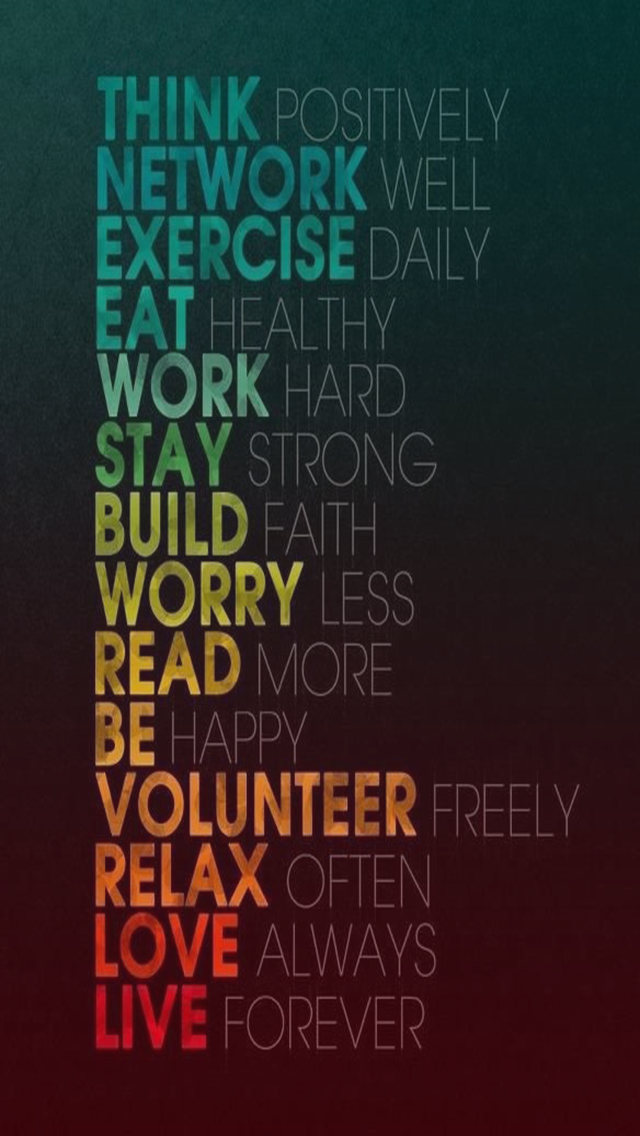 THINK POSITIVELY
NETWORK WELL
EXERCISE DAILY
EAT HEALTHY
WORK HARD
STAY STRONG
BUILD FAITH
WORRY LESS
READ MORE
BE HAPPY
VOLUNTEER FREELY
RELAX OFTEN
LOVE ALWAYS
LIVE FOREVER